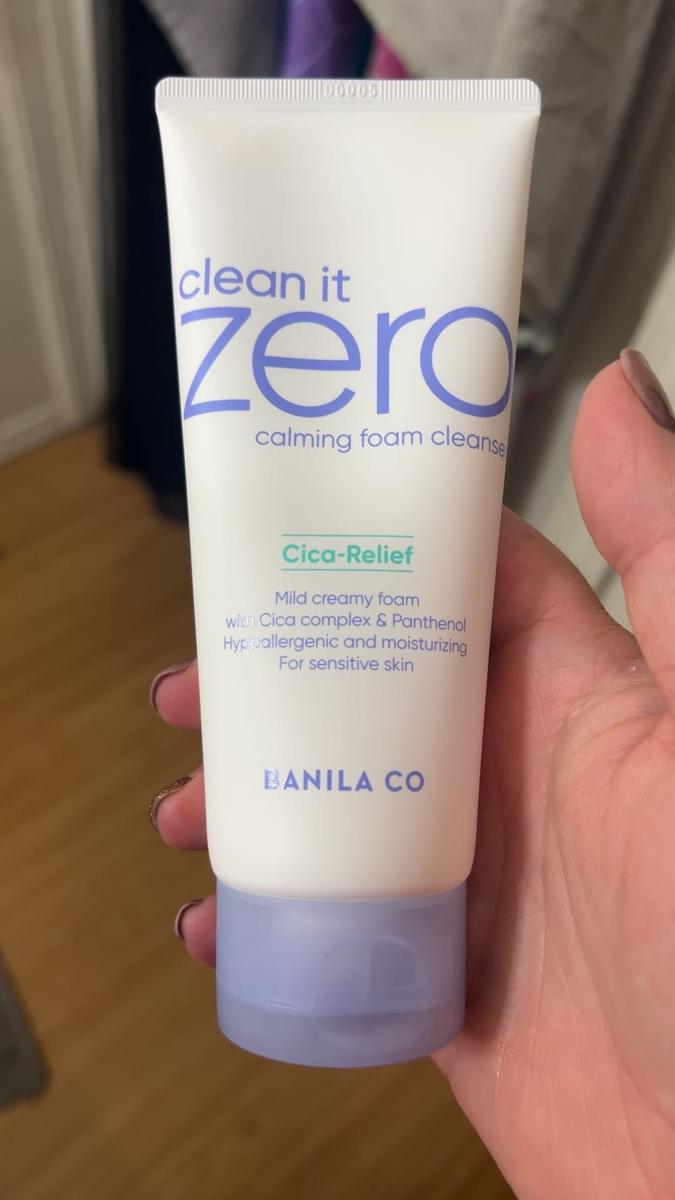 00005
clean it
zero
calming foam cleanse
Cica-Relief
Mild creamy foam
with Cica complex & Panthenol
Hypoallergenic and moisturizing
For sensitive skin
BANILA CO